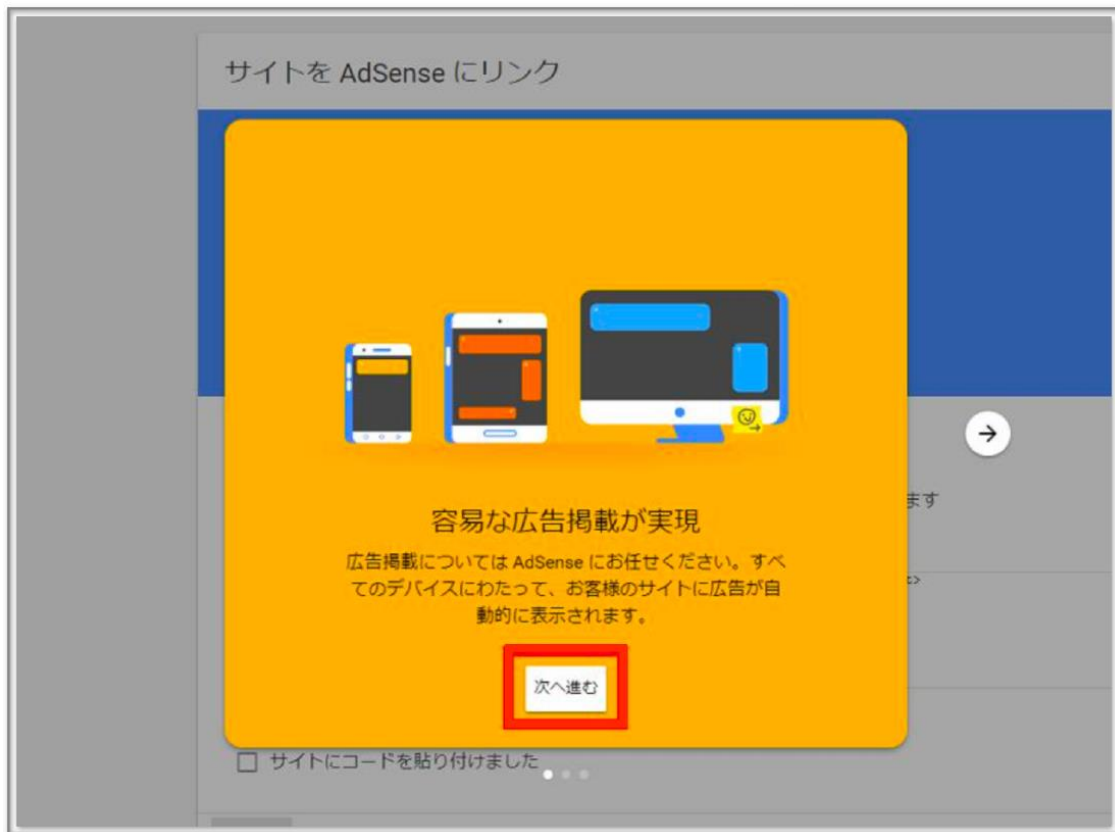 サイトを AdSense にリンク
ます
容易な広告掲載が実現
広告掲載については AdSense にお任せください。すべ
てのデバイスにわたって、お客様のサイトに広告が自
動的に表示されます。
次へ進む
サイトにコードを貼り付けました